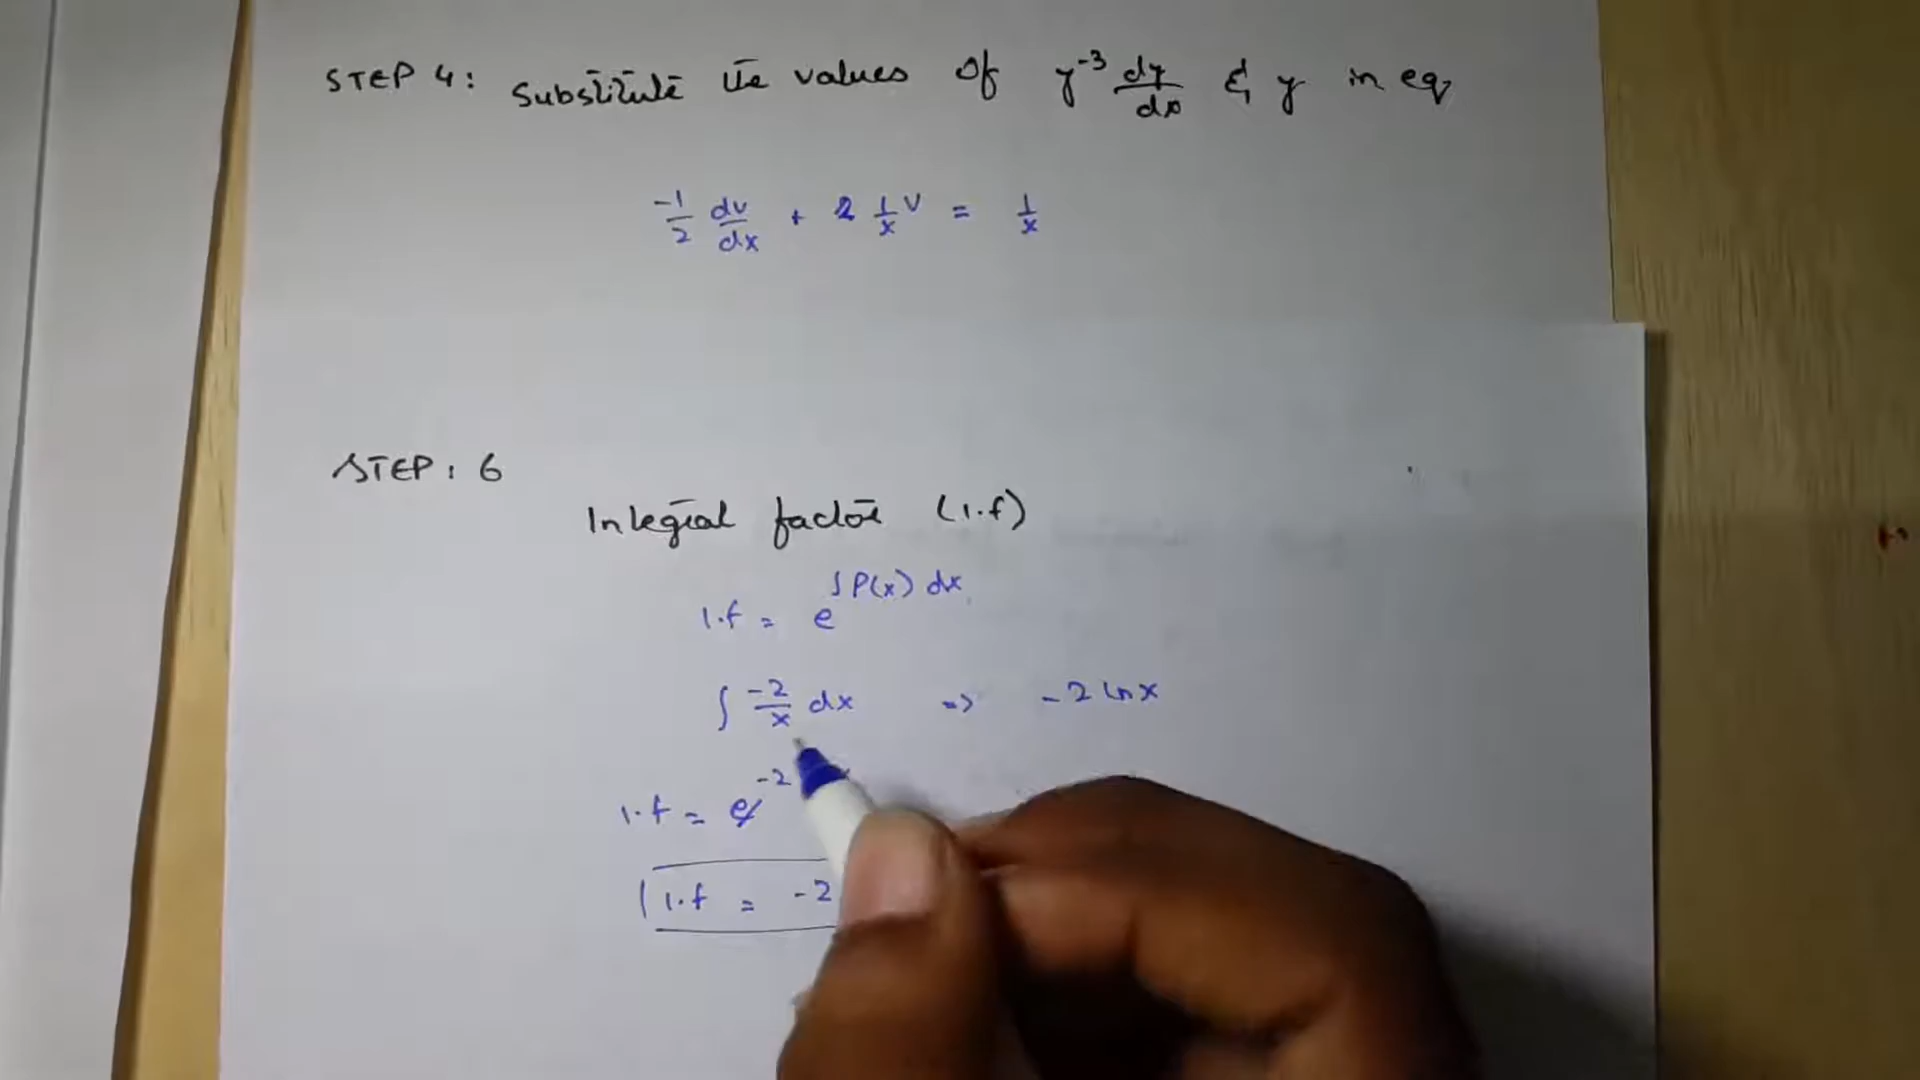 STEP 4: Substitute the values of y⁻³ dy/dx & y in eq
-1/2 dv/dx + 2 1/x v = 1/x
STEP: 6
Integral factor (I.f)
I.f = e^∫P(x) dx
∫ -2/x dx => -2 ln x
I.f = e^-2
I.f = -2